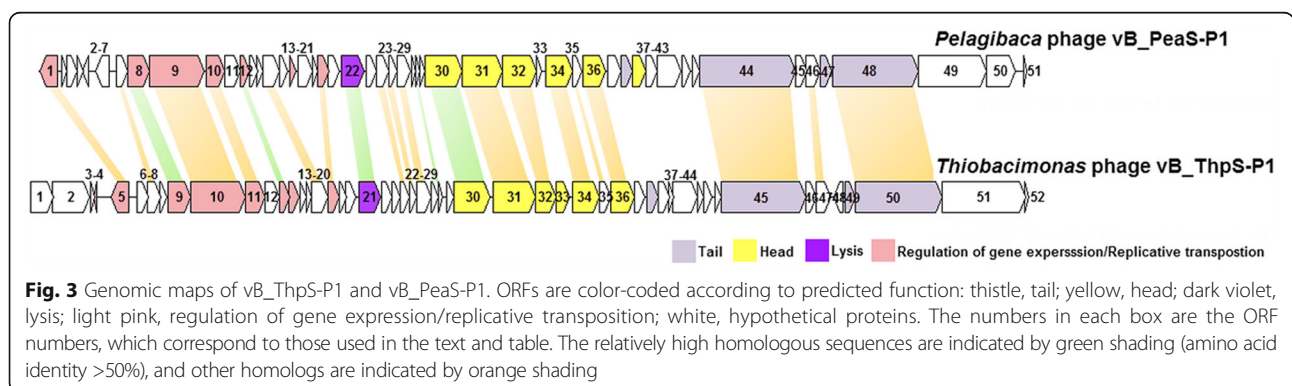 2-7 13-21 23-29 33 35 37-43
Pelagibaca phage vB_PeaS-P1
1 8 9 10 11 12 22 30 31 32 34 36 44 45 46 47 48 49 50 51
Thiobacimonas phage vB_ThpS-P1
3-4 6-8 13-20 22-29 37-44
1 2 5 9 10 11 12 21 30 31 32 33 34 35 36 45 46 47 48 49 50 51 52
Tail Head Lysis Regulation of gene expersssion/Replicative transpostion
Fig. 3 Genomic maps of vB_ThpS-P1 and vB_PeaS-P1. ORFs are color-coded according to predicted function: thistle, tail; yellow, head; dark violet,
lysis; light pink, regulation of gene expression/replicative transposition; white, hypothetical proteins. The numbers in each box are the ORF
numbers, which correspond to those used in the text and table. The relatively high homologous sequences are indicated by green shading (amino acid
identity >50%), and other homologs are indicated by orange shading